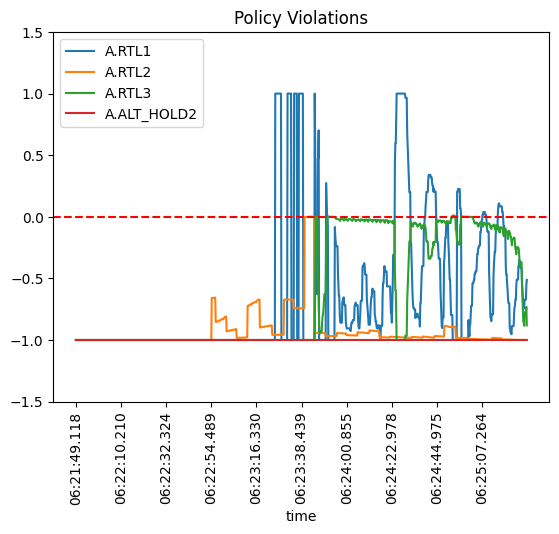 Policy Violations
A.RTL1
A.RTL2
A.RTL3
A.ALT_HOLD2
1.5
1.0
0.5
0.0
−0.5
−1.0
−1.5
06:21:49.118
06:22:10.210
06:22:32.324
06:22:54.489
06:23:16.330
06:23:38.439
06:24:00.855
06:24:22.978
06:24:44.975
06:25:07.264
time